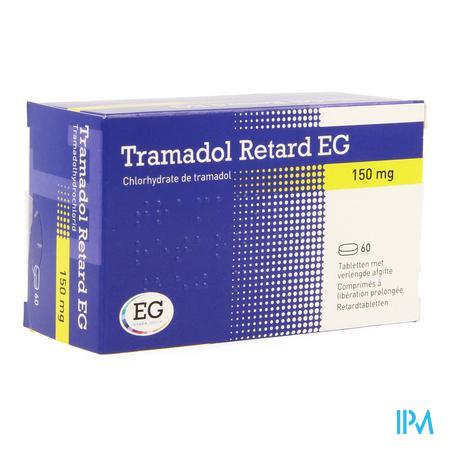 Tramadol Retard EG
Chlorhydrate de tramadol
150 mg
60
Tabletten met
verlengde afgifte
Comprimés à
libération prolongée
Retardtabletten
EG
Tramadol Retard EG
Tramadolhydrochlorid
150 mg
60
IPM